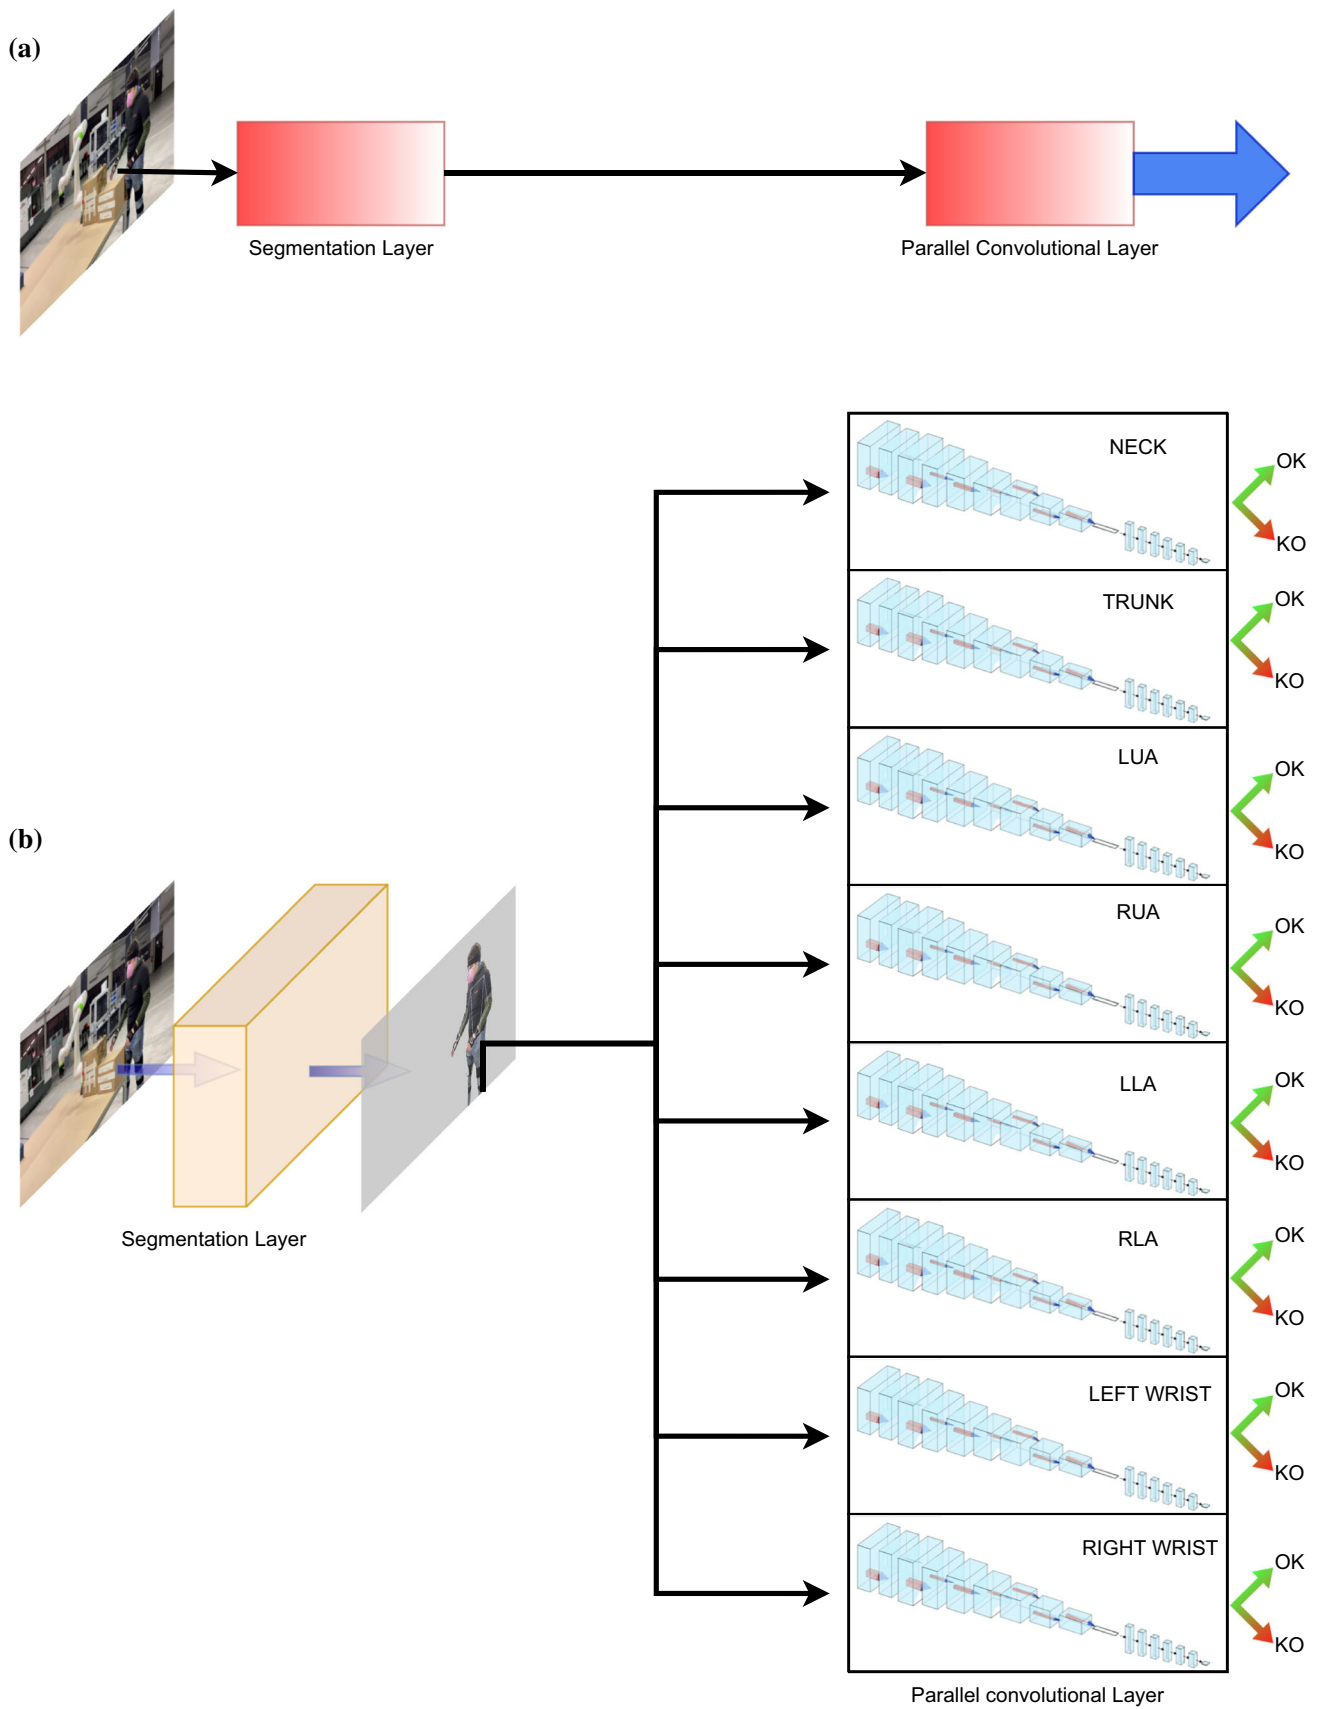 (a)
Segmentation Layer
Parallel Convolutional Layer
NECK
OK
KO
TRUNK
OK
KO
LUA
OK
KO
(b)
RUA
OK
KO
LLA
OK
KO
Segmentation Layer
RLA
OK
KO
LEFT WRIST
OK
KO
RIGHT WRIST
OK
KO
Parallel convolutional Layer